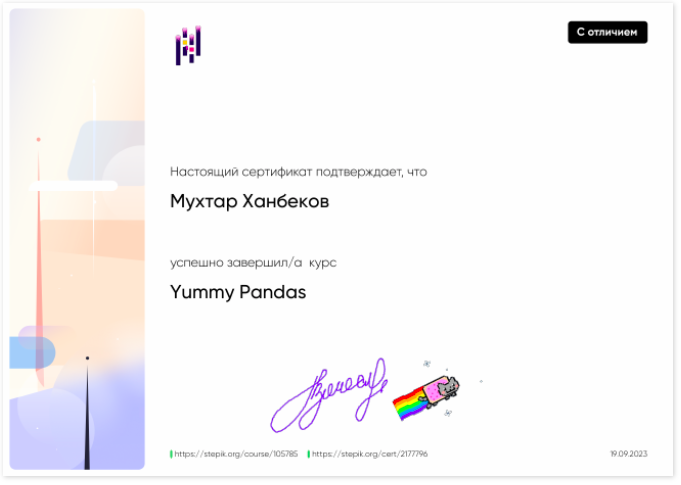 С отличием
Настоящий сертификат подтверждает, что
Мухтар Ханбеков
успешно завершил/а курс
Yummy Pandas
https://stepik.org/course/105785 https://stepik.org/cert/2177796 19.09.2023